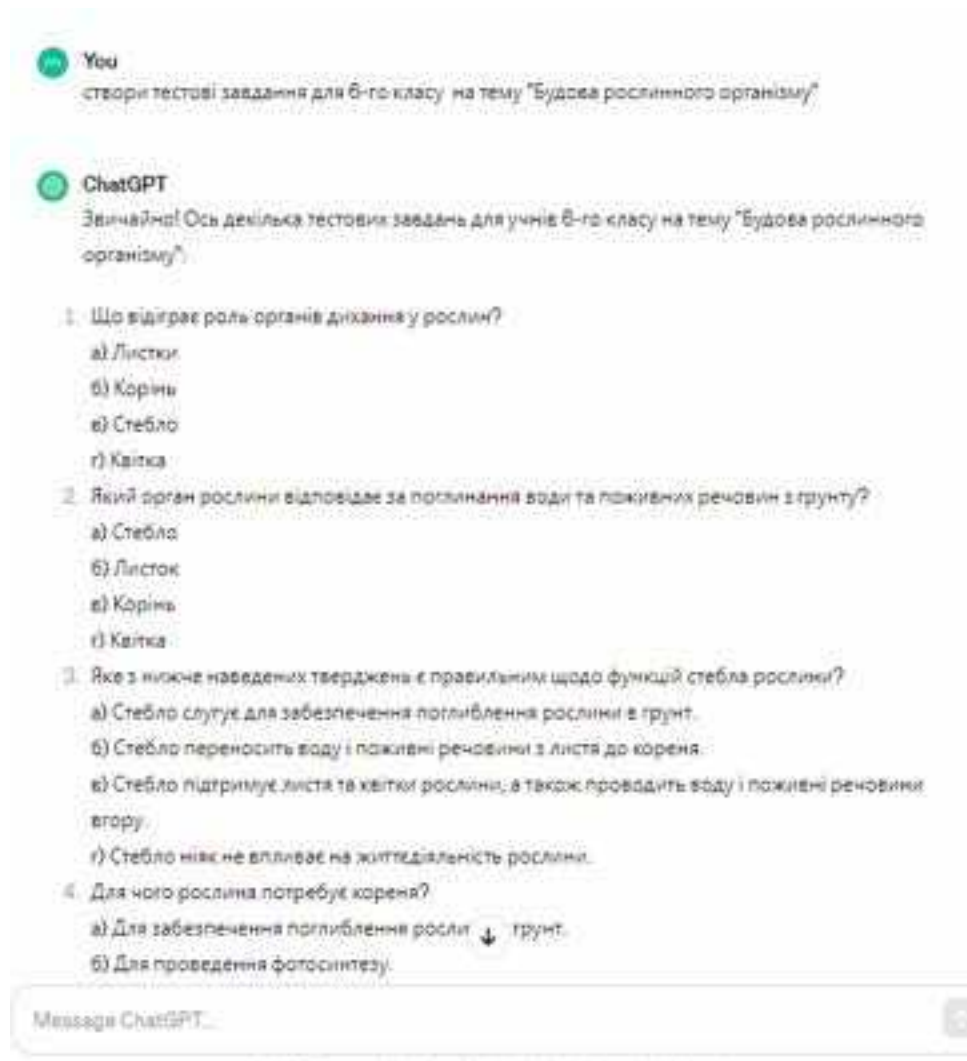 You
створи тестові завдання для 6-го класу на тему "Будова рослинного організму"
ChatGPT
Звичайно! Ось декілька тестових завдань для учнів 6-го класу на тему "Будова рослинного
організму":
1. Що відіграє роль органів дихання у рослин?
а) Листки
б) Корінь
в) Стебло
г) Квітка
2. Який орган рослини відповідає за поглинання води та поживних речовин з грунту?
а) Стебло
б) Листок
в) Корінь
г) Квітка
3. Яке з нижче наведених тверджень є правильним щодо функцій стебла рослини?
а) Стебло слугує для забезпечення поглиблення рослини в грунт.
б) Стебло переносить воду і поживні речовини з листя до кореня.
в) Стебло підтримує листя та квітки рослини, а також проводить воду і поживні речовини
вгору.
г) Стебло ніяк не впливає на життєдіяльність рослини.
4. Для чого рослина потребує кореня?
а) Для забезпечення поглиблення росли грунт.
б) Для проведення фотосинтезу.
Message ChatGPT...